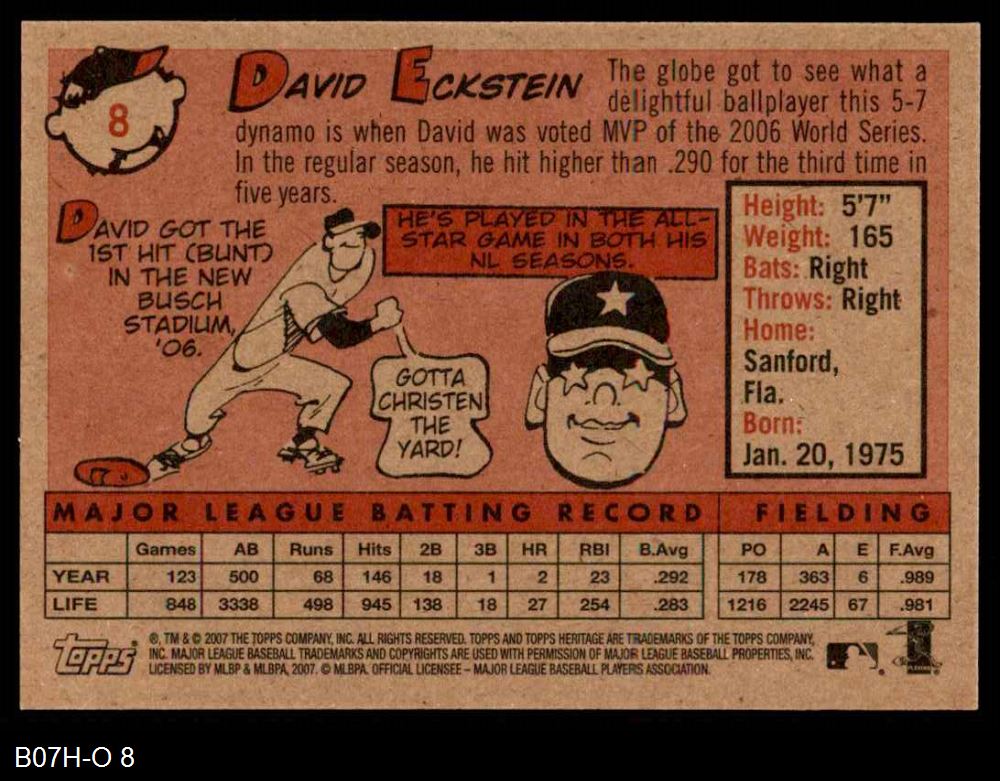 8
DAVID ECKSTEIN
The globe got to see what a
delightful ballplayer this 5-7
dynamo is when David was voted MVP of the 2006 World Series.
In the regular season, he hit higher than .290 for the third time in
five years.
DAVID GOT THE
1ST HIT (BUNT)
IN THE NEW
BUSCH
STADIUM,
'06.
HE'S PLAYED IN THE ALL-
STAR GAME IN BOTH HIS
NL SEASONS.
GOTTA
CHRISTEN
THE
YARD!
Height: 5'7"
Weight: 165
Bats: Right
Throws: Right
Home:
Sanford,
Fla.
Born:
Jan. 20, 1975
MAJOR LEAGUE BATTING RECORD FIELDING
Games AB Runs Hits 2B 3B HR RBI B.Avg PO A E F.Avg
YEAR 123 500 68 146 18 1 2 23 .292 178 363 6 .989
LIFE 848 3338 498 945 138 18 27 254 .283 1216 2245 67 .981
Topps
®, TM & © 2007 THE TOPPS COMPANY, INC. ALL RIGHTS RESERVED. TOPPS AND TOPPS HERITAGE ARE TRADEMARKS OF THE TOPPS COMPANY,
INC. MAJOR LEAGUE BASEBALL TRADEMARKS AND COPYRIGHTS ARE USED WITH PERMISSION OF MAJOR LEAGUE BASEBALL PROPERTIES, INC.
LICENSED BY MLBP & MLBPA, 2007. © MLBPA. OFFICIAL LICENSEE – MAJOR LEAGUE BASEBALL PLAYERS ASSOCIATION.
B07H-O 8